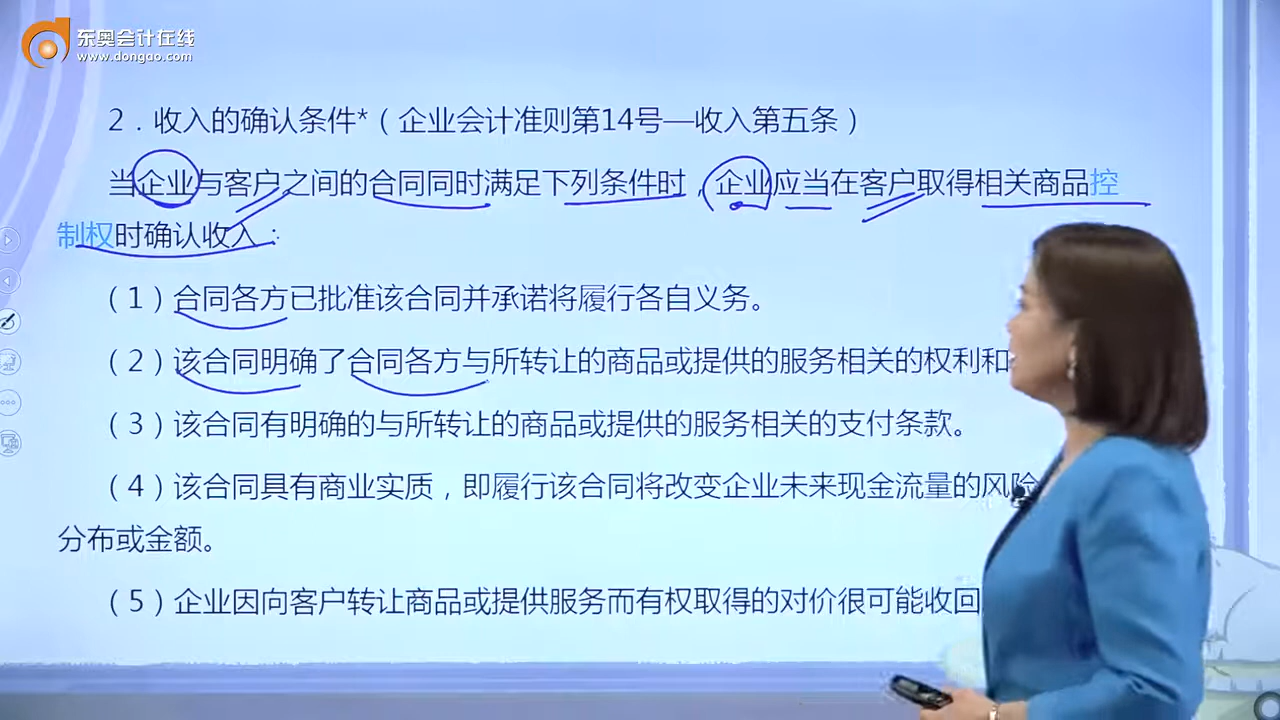 东奥会计在线
www.dongao.com
2．收入的确认条件*（企业会计准则第14号—收入第五条）
当企业与客户之间的合同同时满足下列条件时，企业应当在客户取得相关商品控
制权时确认收入：
（1）合同各方已批准该合同并承诺将履行各自义务。
（2）该合同明确了合同各方与所转让的商品或提供的服务相关的权利和
（3）该合同有明确的与所转让的商品或提供的服务相关的支付条款。
（4）该合同具有商业实质，即履行该合同将改变企业未来现金流量的风险
分布或金额。
（5）企业因向客户转让商品或提供服务而有权取得的对价很可能收回